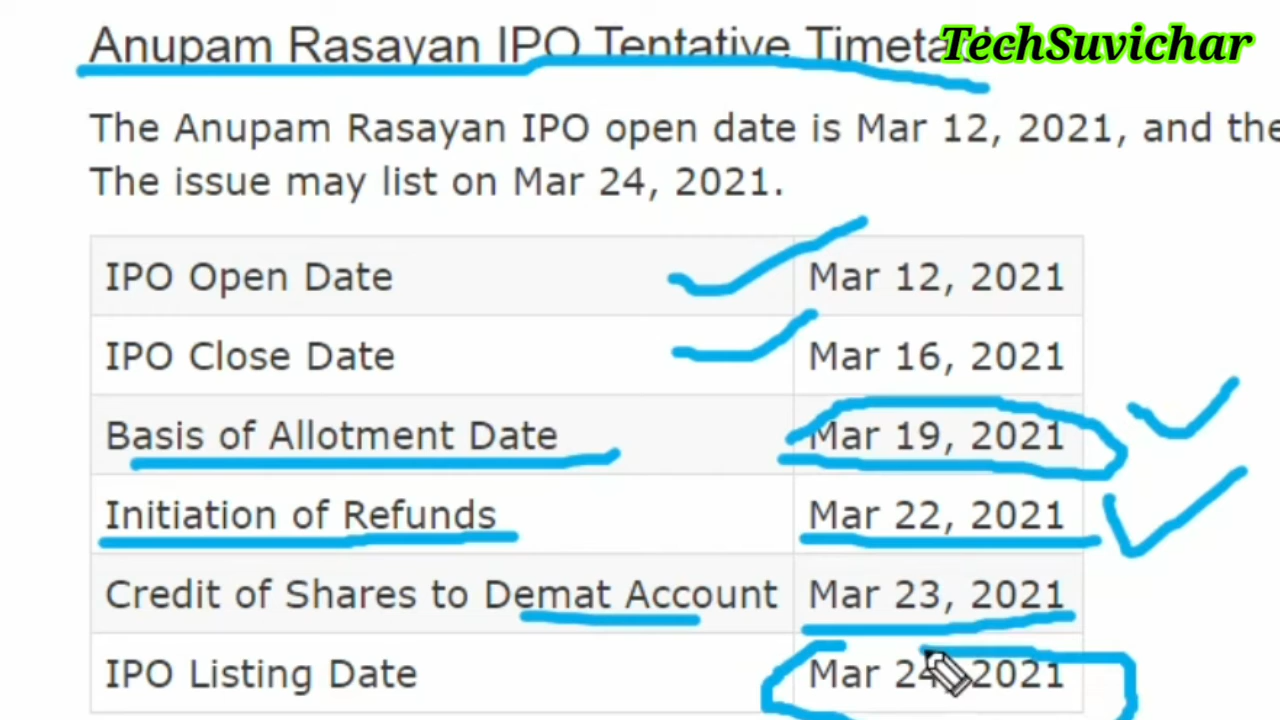 Anupam Rasayan IPO Tentative
TechSuvichar
The Anupam Rasayan IPO open date is Mar 12, 2021, and the
The issue may list on Mar 24, 2021.
IPO Open Date Mar 12, 2021
IPO Close Date Mar 16, 2021
Basis of Allotment Date Mar 19, 2021
Initiation of Refunds Mar 22, 2021
Credit of Shares to Demat Account Mar 23, 2021
IPO Listing Date Mar 24, 2021